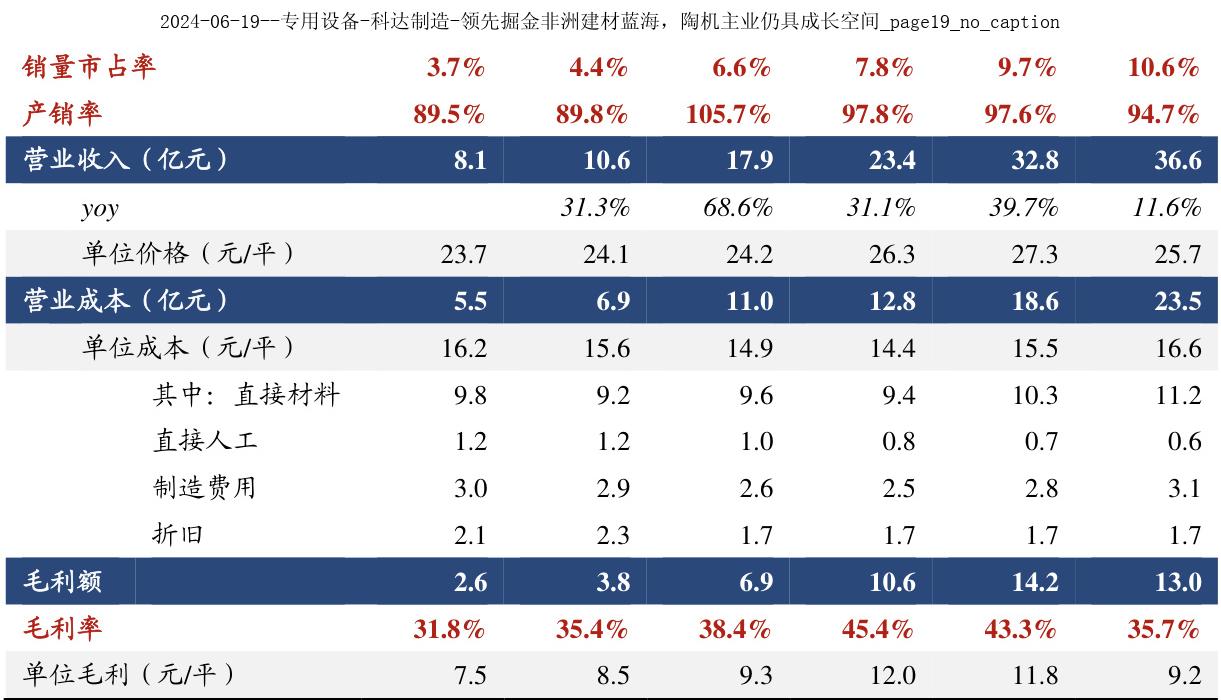 2024-06-19--专用设备-科达制造-领先掘金非洲建材蓝海，陶机主业仍具成长空间_page19_no_caption
销量市占率 3.7% 4.4% 6.6% 7.8% 9.7% 10.6%
产销率 89.5% 89.8% 105.7% 97.8% 97.6% 94.7%
营业收入（亿元） 8.1 10.6 17.9 23.4 32.8 36.6
yoy 31.3% 68.6% 31.1% 39.7% 11.6%
单位价格（元/平） 23.7 24.1 24.2 26.3 27.3 25.7
营业成本（亿元） 5.5 6.9 11.0 12.8 18.6 23.5
单位成本（元/平） 16.2 15.6 14.9 14.4 15.5 16.6
其中：直接材料 9.8 9.2 9.6 9.4 10.3 11.2
直接人工 1.2 1.2 1.0 0.8 0.7 0.6
制造费用 3.0 2.9 2.6 2.5 2.8 3.1
折旧 2.1 2.3 1.7 1.7 1.7 1.7
毛利额 2.6 3.8 6.9 10.6 14.2 13.0
毛利率 31.8% 35.4% 38.4% 45.4% 43.3% 35.7%
单位毛利（元/平） 7.5 8.5 9.3 12.0 11.8 9.2